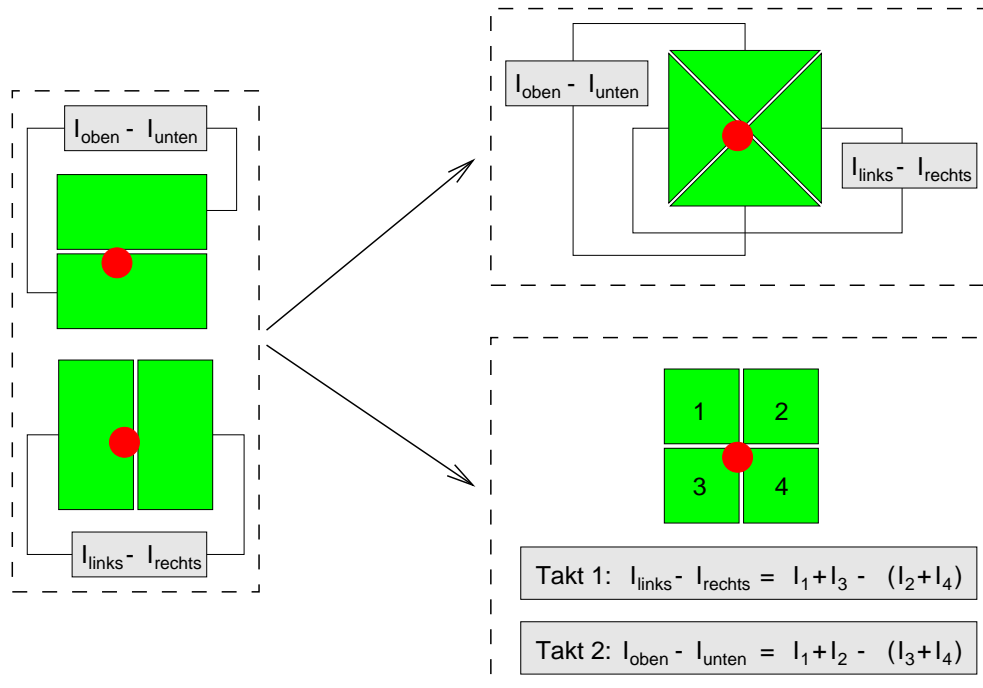 I_oben - I_unten
I_links - I_rechts
I_oben - I_unten
I_links - I_rechts
1 2
3 4
Takt 1: I_links - I_rechts = I_1 + I_3 - (I_2 + I_4)
Takt 2: I_oben - I_unten = I_1 + I_2 - (I_3 + I_4)